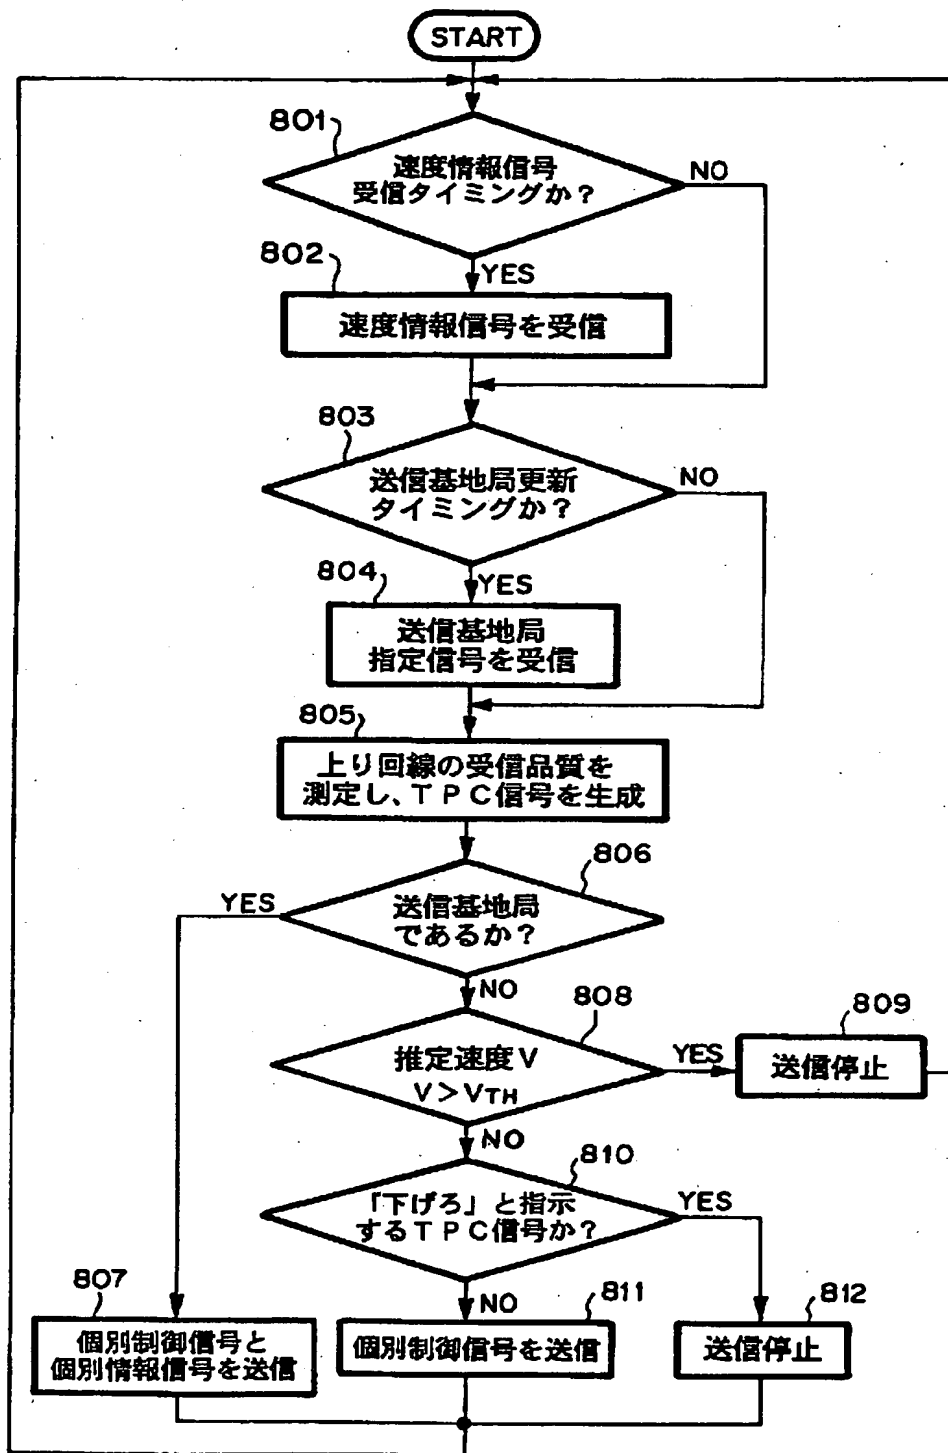 START
801
速度情報信号
受信タイミングか？
NO
802
YES
速度情報信号を受信
803
送信基地局更新
タイミングか？
NO
804
YES
送信基地局
指定信号を受信
805
上り回線の受信品質を
測定し、ＴＰＣ信号を生成
806
YES
送信基地局
であるか？
NO
808
809
推定速度V
V＞VTH
YES
送信停止
NO
810
「下げろ」と指示
するＴＰＣ信号か？
YES
807
NO
811
812
個別制御信号と
個別情報信号を送信
個別制御信号を送信
送信停止